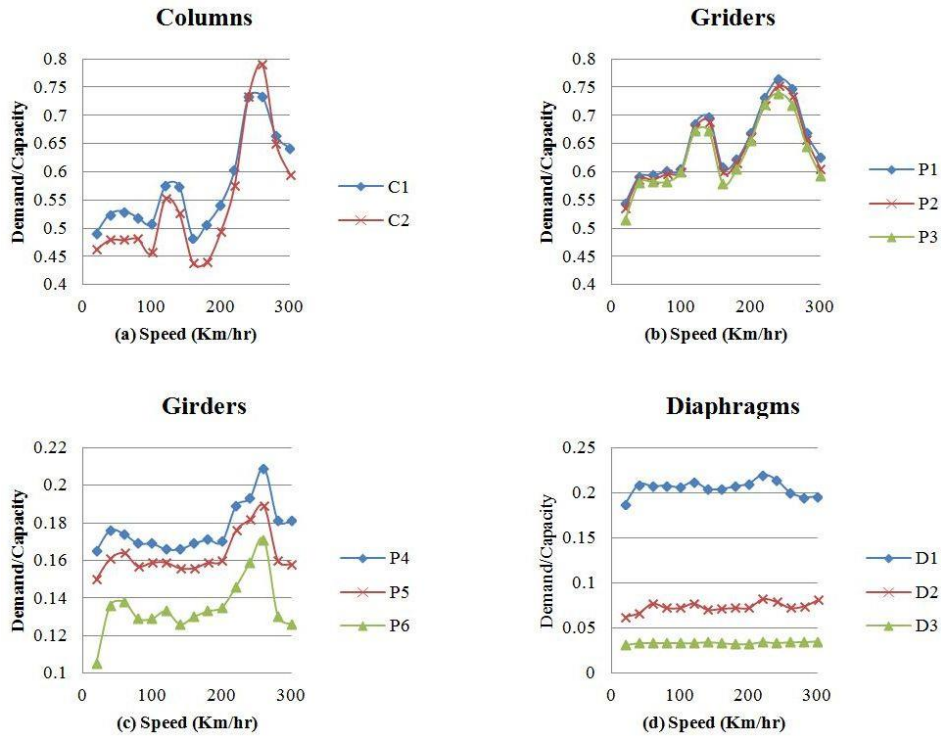 Columns
0.8
0.75
0.7
0.65
0.6
0.55
0.5
0.45
0.4
Demand/Capacity
0 100 200 300
(a) Speed (Km/hr)
C1
C2
Griders
0.8
0.75
0.7
0.65
0.6
0.55
0.5
0.45
0.4
Demand/Capacity
0 100 200 300
(b) Speed (Km/hr)
P1
P2
P3
Girders
0.22
0.2
0.18
0.16
0.14
0.12
0.1
Demand/Capacity
0 100 200 300
(c) Speed (Km/hr)
P4
P5
P6
Diaphragms
0.25
0.2
0.15
0.1
0.05
0
Demand/Capacity
0 100 200 300
(d) Speed (Km/hr)
D1
D2
D3